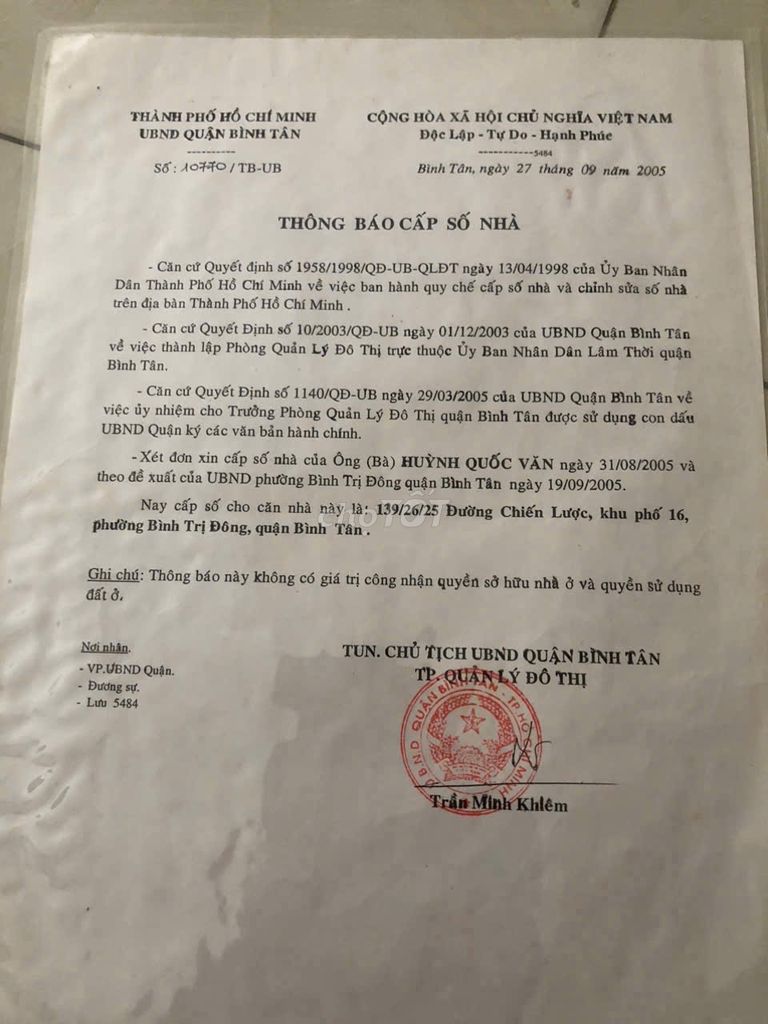 THÀNH PHỐ HỒ CHÍ MINH
UBND QUẬN BÌNH TÂN
Số : 10770 / TB-UB
CỘNG HÒA XÃ HỘI CHỦ NGHĨA VIỆT NAM
Độc Lập - Tự Do - Hạnh Phúc
------------5484
Bình Tân, ngày 27 tháng 09 năm 2005
THÔNG BÁO CẤP SỐ NHÀ
- Căn cứ Quyết định số 1958/1998/QĐ-UB-QLĐT ngày 13/04/1998 của Ủy Ban Nhân
Dân Thành Phố Hồ Chí Minh về việc ban hành quy chế cấp số nhà và chỉnh sửa số nhà
trên địa bàn Thành Phố Hồ Chí Minh .
- Căn cứ Quyết Định số 10/2003/QĐ-UB ngày 01/12/2003 của UBND Quận Bình Tân
về việc thành lập Phòng Quản Lý Đô Thị trực thuộc Ủy Ban Nhân Dân Lâm Thời quận
Bình Tân.
- Căn cứ Quyết Định số 1140/QĐ-UB ngày 29/03/2005 của UBND Quận Bình Tân về
việc ủy nhiệm cho Trưởng Phòng Quản Lý Đô Thị quận Bình Tân được sử dụng con dấu
UBND Quận ký các văn bản hành chính.
- Xét đơn xin cấp số nhà của Ông (Bà) HUỲNH QUỐC VĂN ngày 31/08/2005 và
theo đề xuất của UBND phường Bình Trị Đông quận Bình Tân ngày 19/09/2005.
Nay cấp số cho căn nhà này là: 139/26/25 Đường Chiến Lược, khu phố 16,
phường Bình Trị Đông, quận Bình Tân .
choTỐT
Ghi chú: Thông báo này không có giá trị công nhận quyền sở hữu nhà ở và quyền sử dụng
đất ở.
Nơi nhận.
- VP.UBND Quận.
- Đương sự.
- Lưu 5484
TUN. CHỦ TỊCH UBND QUẬN BÌNH TÂN
TP. QUẢN LÝ ĐÔ THỊ
U.B.N.D QUẬN BÌNH TÂN - TP. HỒ CHÍ MINH
Trần Minh Khiêm